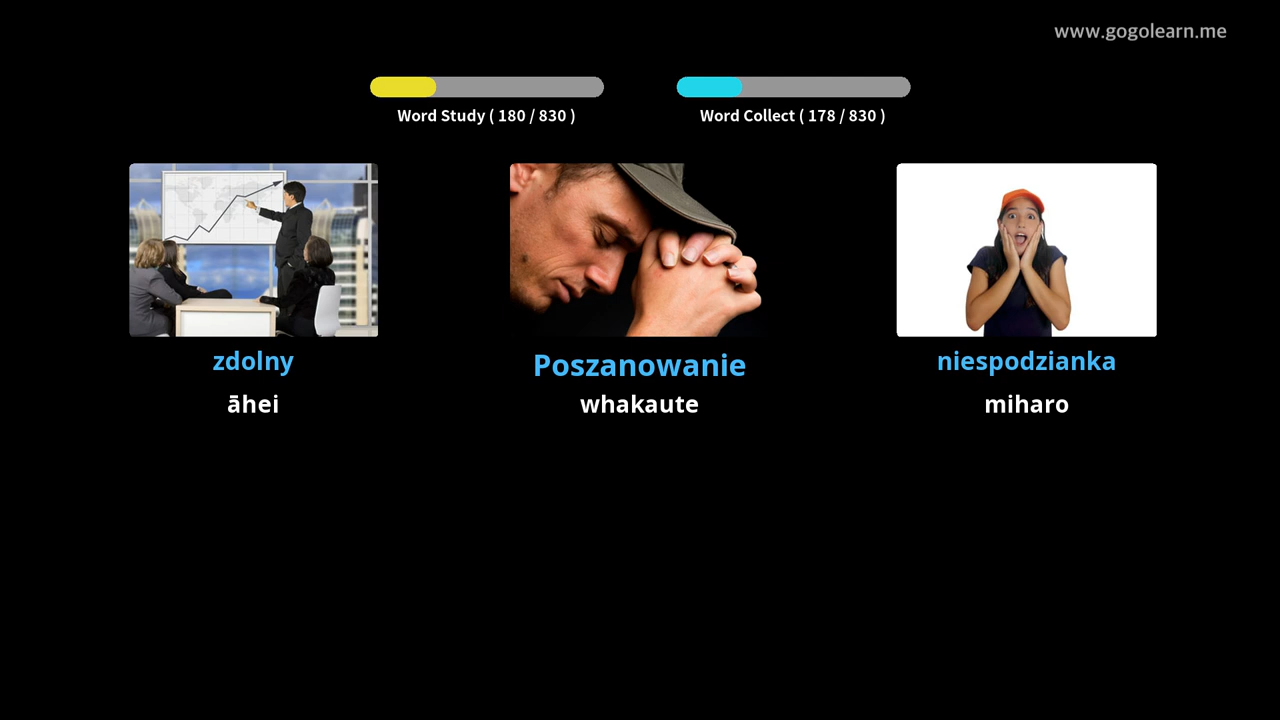 www.gogolearn.me
Word Study ( 180 / 830 )
Word Collect ( 178 / 830 )
zdolny
āhei
Poszanowanie
whakaute
niespodzianka
miharo